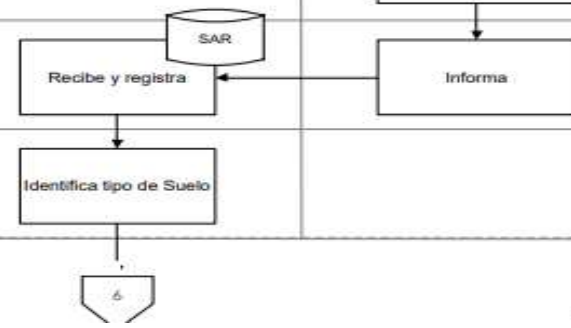 SAR
Recibe y registra
Informa
Identifica tipo de Suelo
6